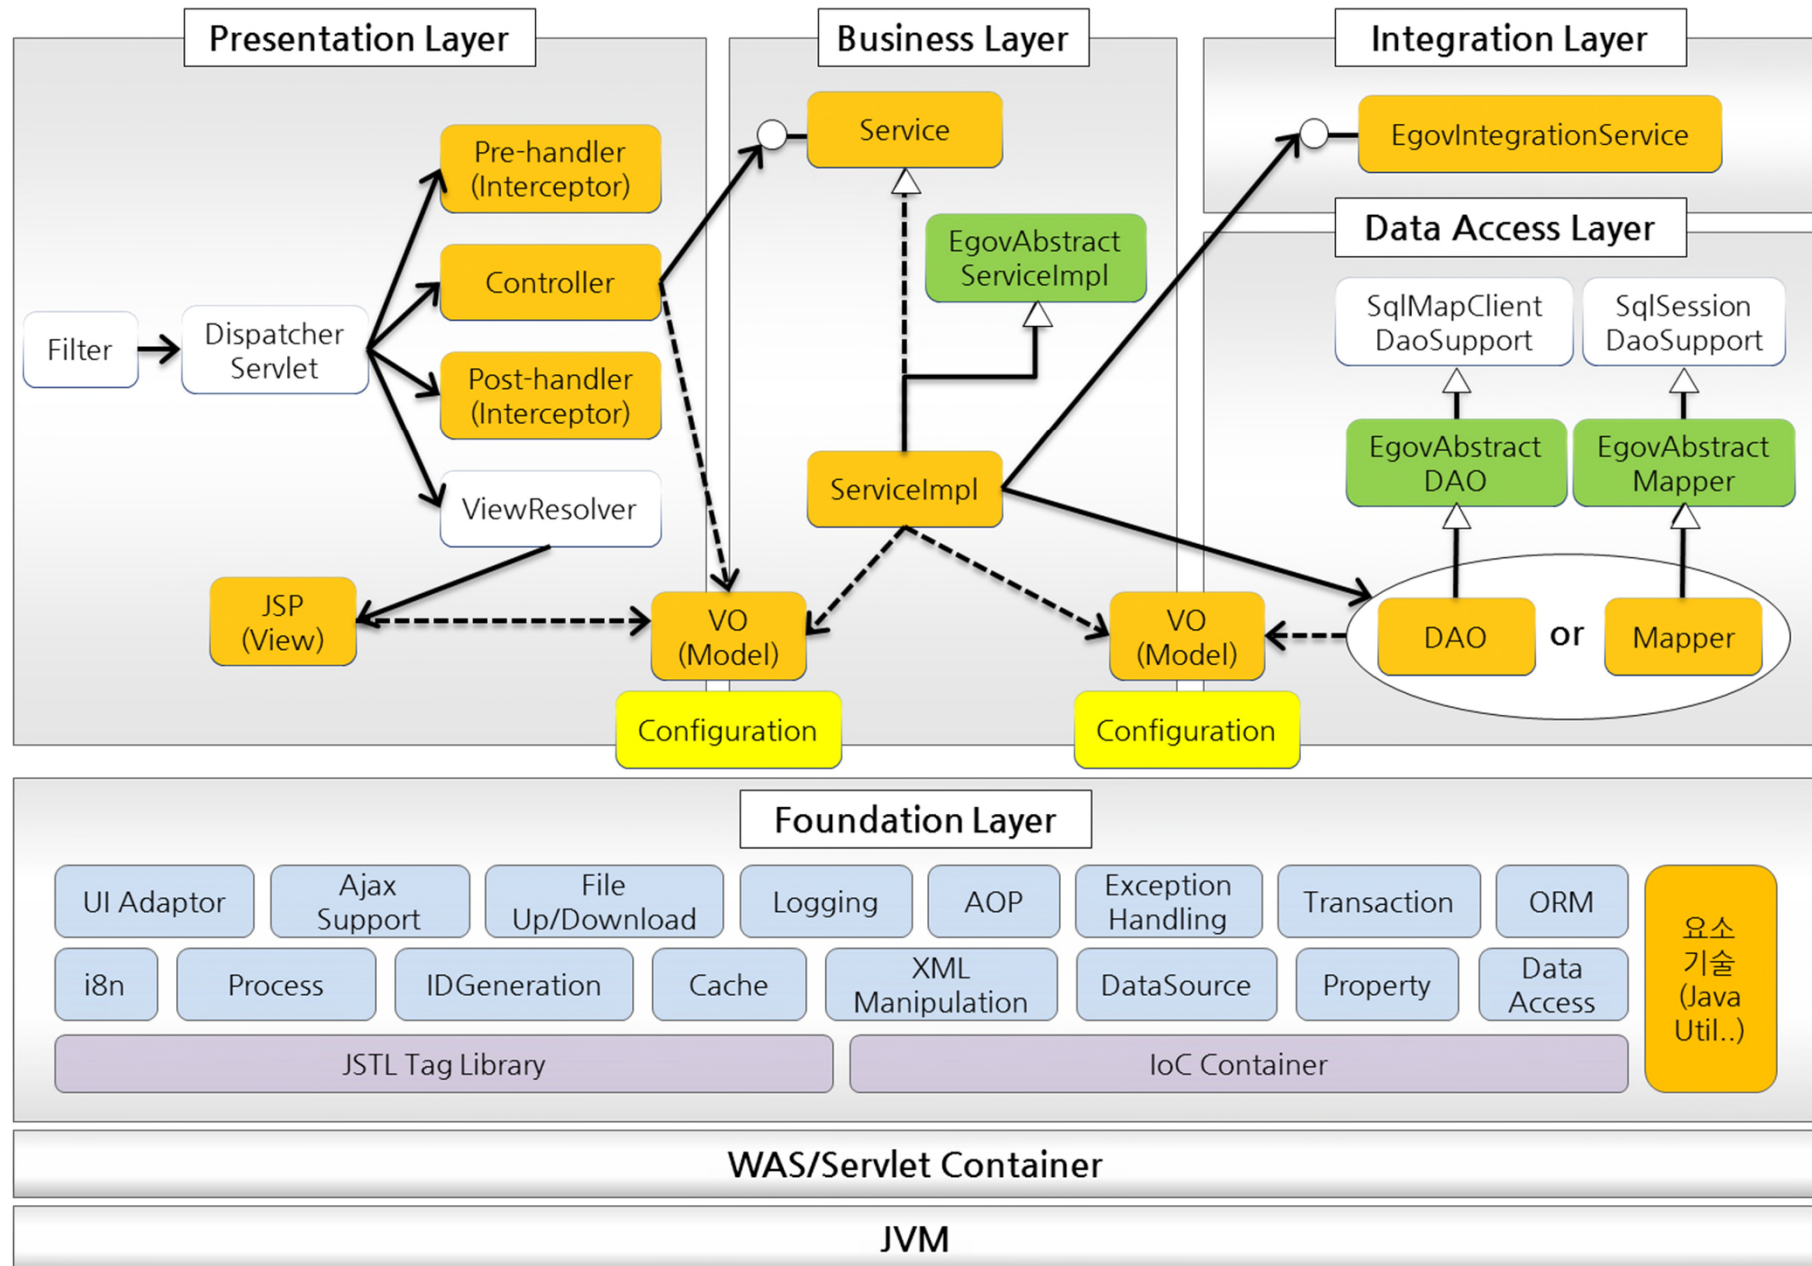 Presentation Layer
Business Layer
Integration Layer
Pre-handler
(Interceptor)
Controller
Filter
Dispatcher
Servlet
Post-handler
(Interceptor)
ViewResolver
JSP
(View)
VO
(Model)
Configuration
Service
EgovAbstract
ServiceImpl
ServiceImpl
VO
(Model)
Configuration
EgovIntegrationService
Data Access Layer
SqlMapClient
DaoSupport
SqlSession
DaoSupport
EgovAbstract
DAO
EgovAbstract
Mapper
DAO
or
Mapper
Foundation Layer
UI Adaptor
Ajax
Support
File
Up/Download
Logging
AOP
Exception
Handling
Transaction
ORM
i8n
Process
IDGeneration
Cache
XML
Manipulation
DataSource
Property
Data
Access
JSTL Tag Library
IoC Container
요소
기술
(Java
Util..)
WAS/Servlet Container
JVM